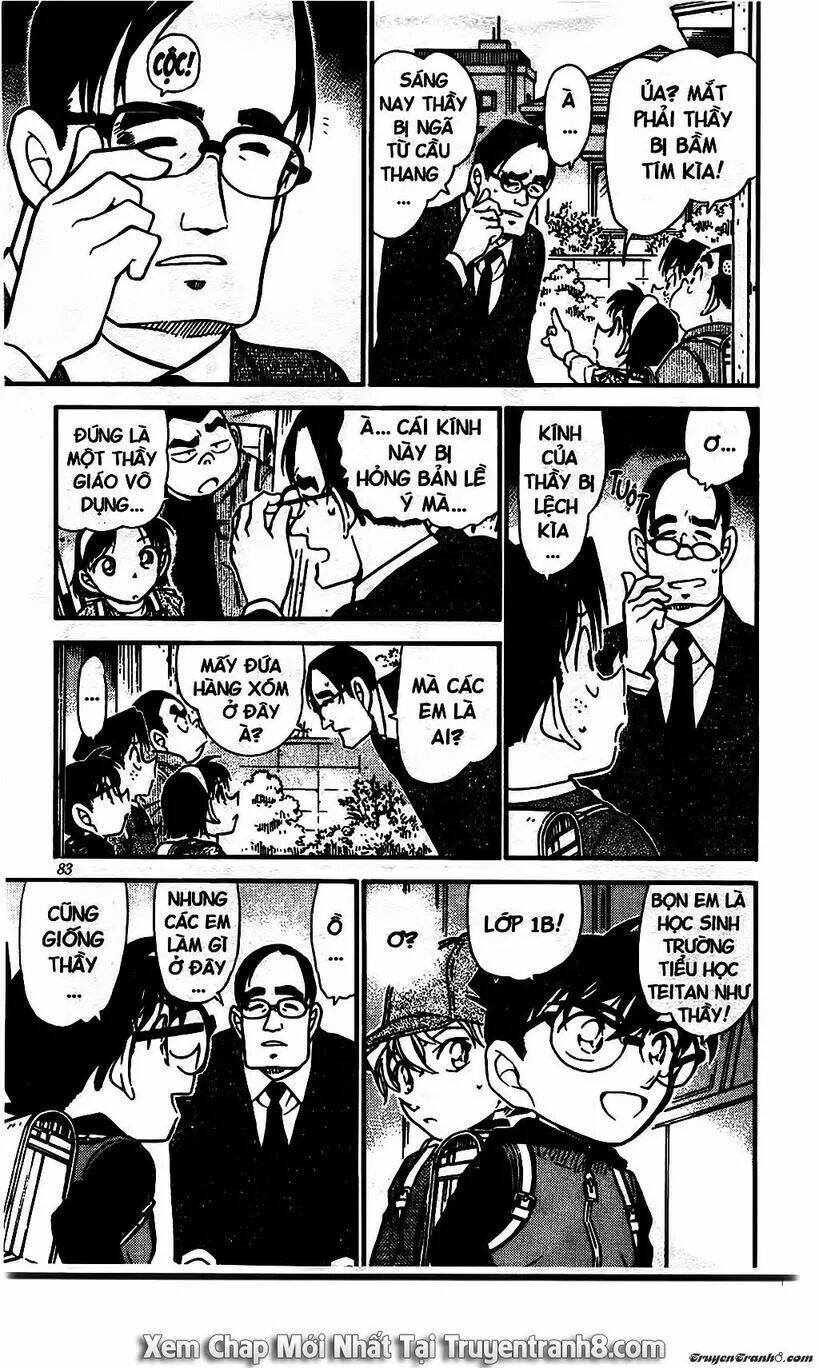 ỦA? MẮT
PHẢI THẦY
BỊ BẦM
TÍM KÌA!
À
...
SÁNG
NAY THẦY
BỊ NGÃ
TỪ CẦU
THANG
...
CỘC!
Ơ...
TUỘT
KÍNH
CỦA
THẦY BỊ
LỆCH KÌA
...
À... CÁI KÍNH
NÀY BỊ
HỎNG BẢN LỀ
Ý MÀ...
ĐÚNG LÀ
MỘT THẦY
GIÁO VÔ
DỤNG...
MÀ CÁC
EM LÀ
AI?
MẤY ĐỨA
HÀNG XÓM
Ở ĐÂY
À?
...
83
BỌN EM LÀ
HỌC SINH
TRƯỜNG
TIỂU HỌC
TEITAN NHƯ
THẦY!
LỚP 1B!
Ơ?
Ồ
...
NHƯNG
CÁC EM
LÀM GÌ
Ở ĐÂY...
CŨNG
GIỐNG
THẦY
...
Xem Chap Mới Nhất Tại Truyentranh8.com
TruyenTranh8.com